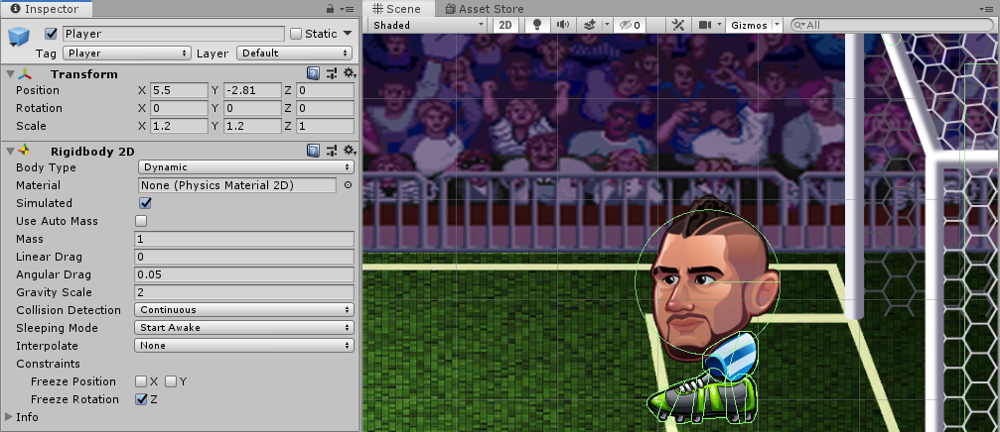 Inspector
Player Static
Tag Player Layer Default
Transform
Position X 5.5 Y -2.81 Z 0
Rotation X 0 Y 0 Z 0
Scale X 1.2 Y 1.2 Z 1
Rigidbody 2D
Body Type Dynamic
Material None (Physics Material 2D)
Simulated
Use Auto Mass
Mass 1
Linear Drag 0
Angular Drag 0.05
Gravity Scale 2
Collision Detection Continuous
Sleeping Mode Start Awake
Interpolate None
Constraints
Freeze Position X Y
Freeze Rotation Z
Info
Scene Asset Store
Shaded 2D 0 Gizmos All